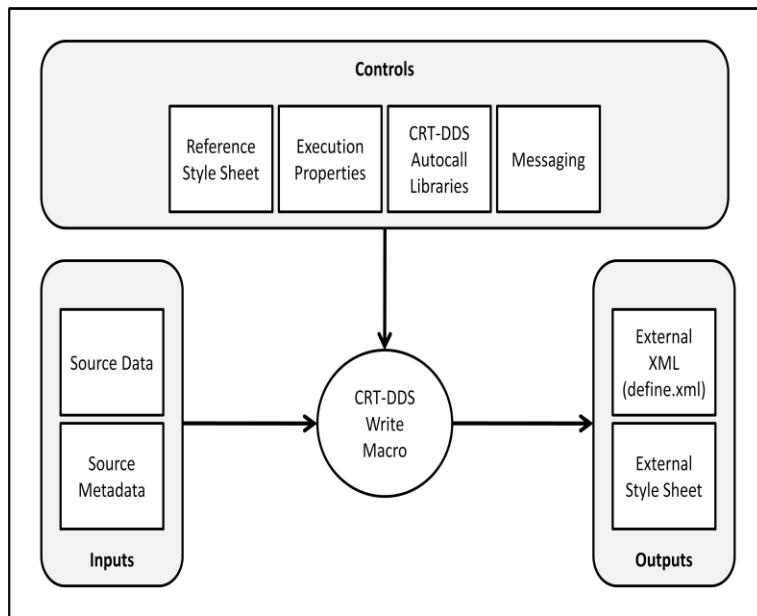 Controls
Reference
Style Sheet
Execution
Properties
CRT-DDS
Autocall
Libraries
Messaging
Source Data
Source
Metadata
Inputs
CRT-DDS
Write
Macro
External
XML
(define.xml)
External
Style Sheet
Outputs